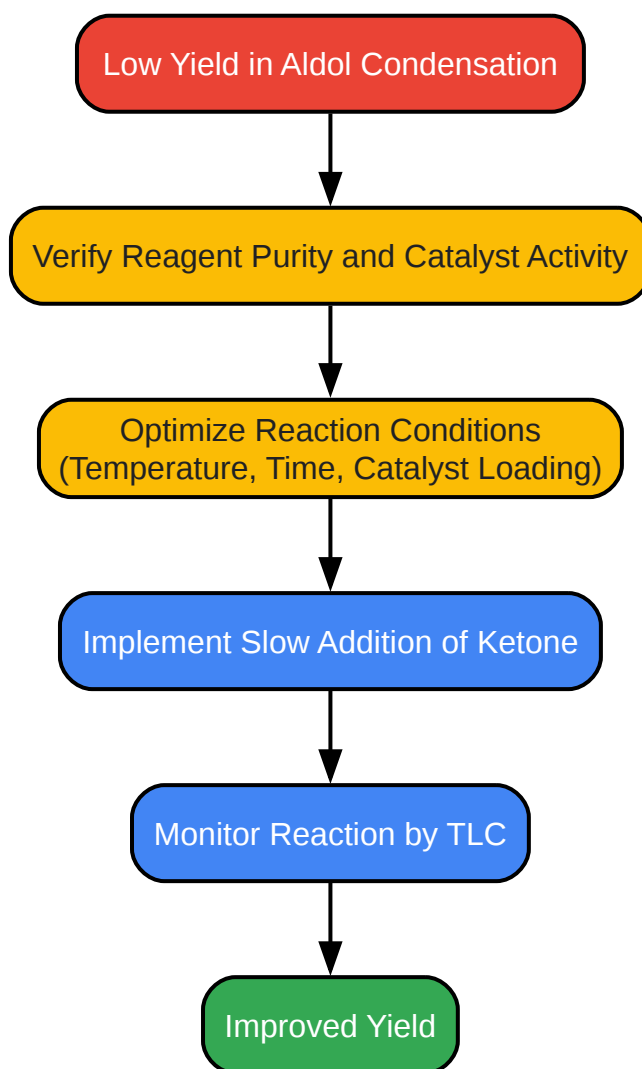 Low Yield in Aldol Condensation
Verify Reagent Purity and Catalyst Activity
Optimize Reaction Conditions
(Temperature, Time, Catalyst Loading)
Implement Slow Addition of Ketone
Monitor Reaction by TLC
Improved Yield